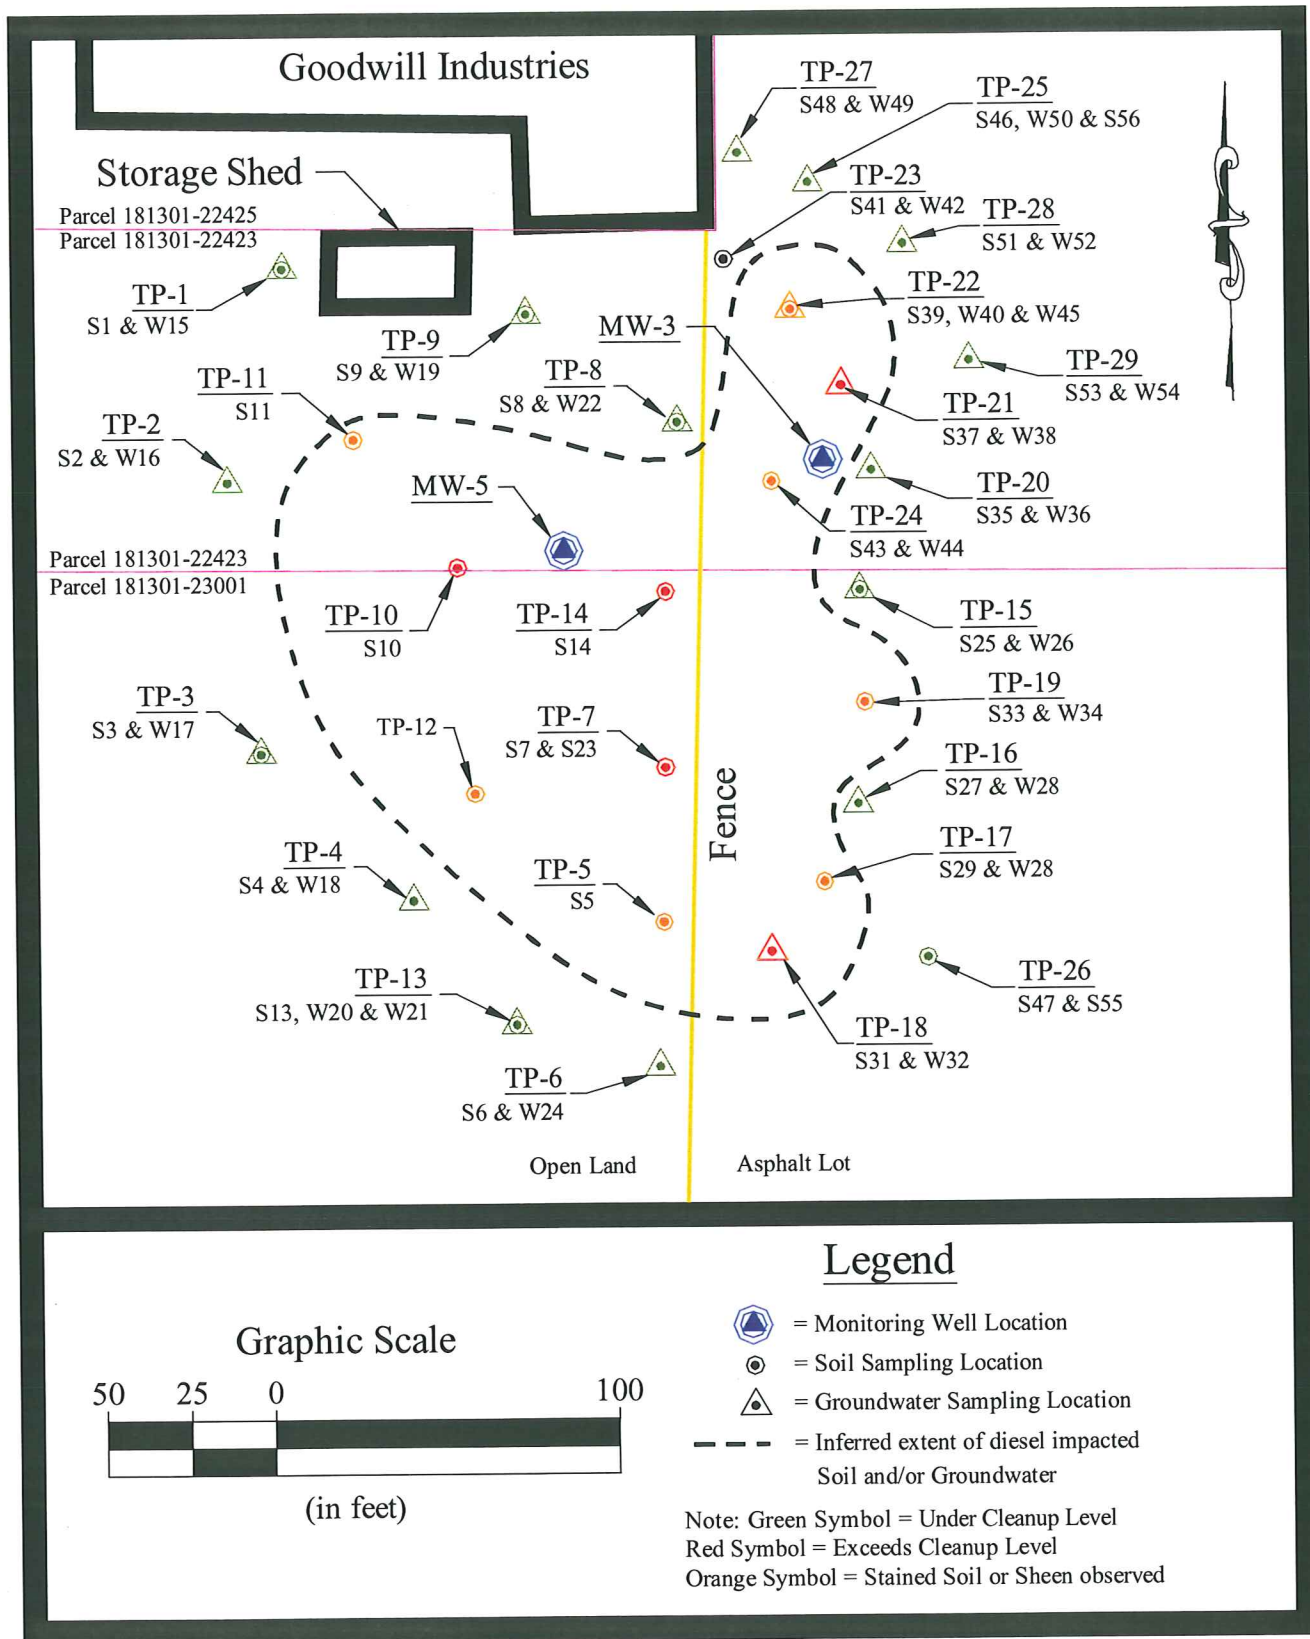 Goodwill Industries
Storage Shed
Parcel 181301-22425
Parcel 181301-22423
TP-27
S48 & W49
TP-25
S46, W50 & S56
TP-23
S41 & W42
TP-28
S51 & W52
TP-1
S1 & W15
TP-9
S9 & W19
MW-3
TP-22
S39, W40 & W45
TP-11
S11
TP-8
S8 & W22
TP-29
S53 & W54
TP-21
S37 & W38
TP-2
S2 & W16
MW-5
TP-20
S35 & W36
TP-24
S43 & W44
Parcel 181301-22423
Parcel 181301-23001
TP-10
S10
TP-14
S14
TP-15
S25 & W26
TP-3
S3 & W17
TP-12
TP-7
S7 & S23
TP-19
S33 & W34
TP-16
S27 & W28
Fence
TP-4
S4 & W18
TP-5
S5
TP-17
S29 & W28
TP-13
S13, W20 & W21
TP-26
S47 & S55
TP-18
S31 & W32
TP-6
S6 & W24
Open Land
Asphalt Lot
Graphic Scale
50 25 0 100
(in feet)
Legend
= Monitoring Well Location
= Soil Sampling Location
= Groundwater Sampling Location
= Inferred extent of diesel impacted
Soil and/or Groundwater
Note: Green Symbol = Under Cleanup Level
Red Symbol = Exceeds Cleanup Level
Orange Symbol = Stained Soil or Sheen observed